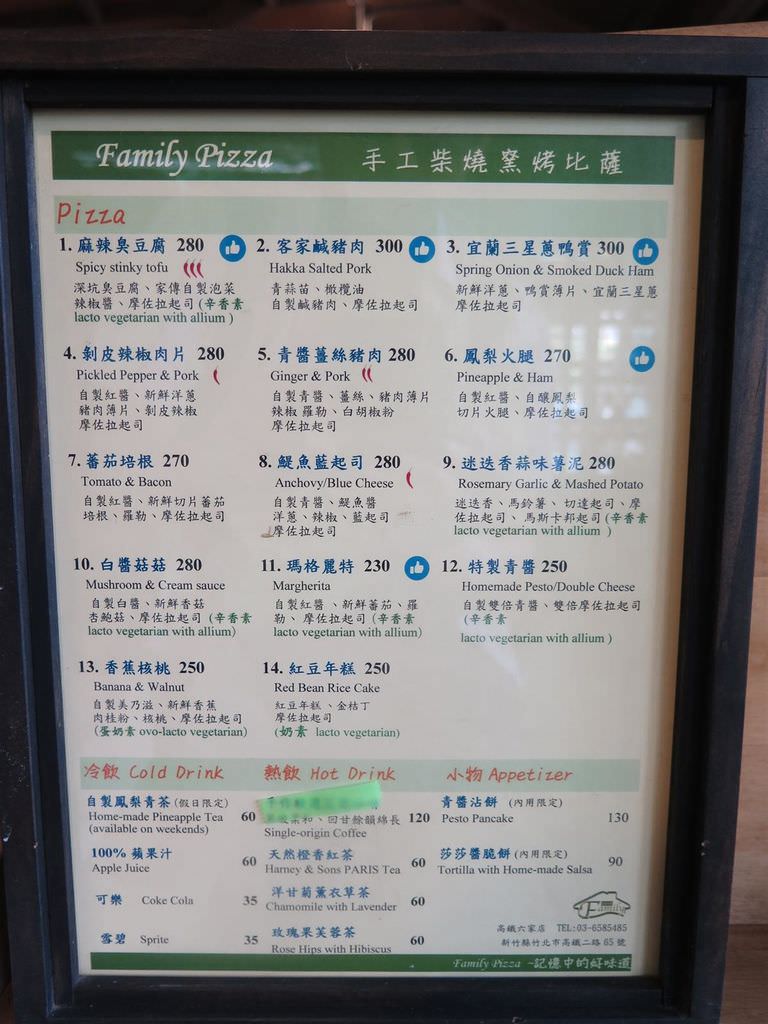 Family Pizza 手工柴燒窯烤比薩
Pizza
1. 麻辣臭豆腐 280
Spicy stinky tofu
深坑臭豆腐、家傳自製泡菜
辣椒醬、摩佐拉起司 (辛香素
lacto vegetarian with allium )
2. 客家鹹豬肉 300
Hakka Salted Pork
青蒜苗、橄欖油
自製鹹豬肉、摩佐拉起司
3. 宜蘭三星蔥鴨賞 300
Spring Onion & Smoked Duck Ham
新鮮洋蔥、鴨賞薄片、宜蘭三星蔥
摩佐拉起司
4. 剝皮辣椒肉片 280
Pickled Pepper & Pork
自製紅醬、新鮮洋蔥
豬肉薄片、剝皮辣椒
摩佐拉起司
5. 青醬薑絲豬肉 280
Ginger & Pork
自製青醬、薑絲、豬肉薄片
辣椒 羅勒、白胡椒粉
摩佐拉起司
6. 鳳梨火腿 270
Pineapple & Ham
自製紅醬、自釀鳳梨
切片火腿、摩佐拉起司
7. 蕃茄培根 270
Tomato & Bacon
自製紅醬、新鮮切片蕃茄
培根、羅勒、摩佐拉起司
8. 鯷魚藍起司 280
Anchovy/Blue Cheese
自製青醬、鯷魚醬
洋蔥、辣椒、藍起司
摩佐拉起司
9. 迷迭香蒜味薯泥 280
Rosemary Garlic & Mashed Potato
迷迭香、馬鈴薯、切達起司、摩
佐拉起司、馬斯卡邦起司 (辛香素
lacto vegetarian with allium )
10. 白醬菇菇 280
Mushroom & Cream sauce
自製白醬、新鮮香菇
杏鮑菇、摩佐拉起司 (辛香素
lacto vegetarian with allium)
11. 瑪格麗特 230
Margherita
自製紅醬 、新鮮蕃茄、羅
勒、摩佐拉起司 (辛香素
lacto vegetarian with allium)
12. 特製青醬 250
Homemade Pesto/Double Cheese
自製雙倍青醬、雙倍摩佐拉起司
(辛香素
lacto vegetarian with allium )
13. 香蕉核桃 250
Banana & Walnut
自製美乃滋、新鮮香蕉
肉桂粉、核桃、摩佐拉起司
(蛋奶素 ovo-lacto vegetarian)
14. 紅豆年糕 250
Red Bean Rice Cake
紅豆年糕、金桔丁
摩佐拉起司
(奶素 lacto vegetarian)
冷飲 Cold Drink
自製鳳梨青茶 (假日限定)
Home-made Pineapple Tea 60
(available on weekends)
100% 蘋果汁
Apple Juice 60
可樂 Coke Cola 35
雪碧 Sprite 35
熱飲 Hot Drink
柔和、回甘餘韻綿長 120
Single-origin Coffee
天然橙香紅茶
Harney & Sons PARIS Tea 60
洋甘菊薰衣草茶
Chamomile with Lavender 60
玫瑰果芙蓉茶
Rose Hips with Hibiscus 60
小物 Appetizer
青醬沾餅 (內用限定)
Pesto Pancake 130
莎莎醬脆餅 (內用限定)
Tortilla with Home-made Salsa 90
Family
高鐵六家店 TEL:03-6585485
新竹縣竹北市高鐵二路 65 號
Family Pizza ~記憶中的好味道